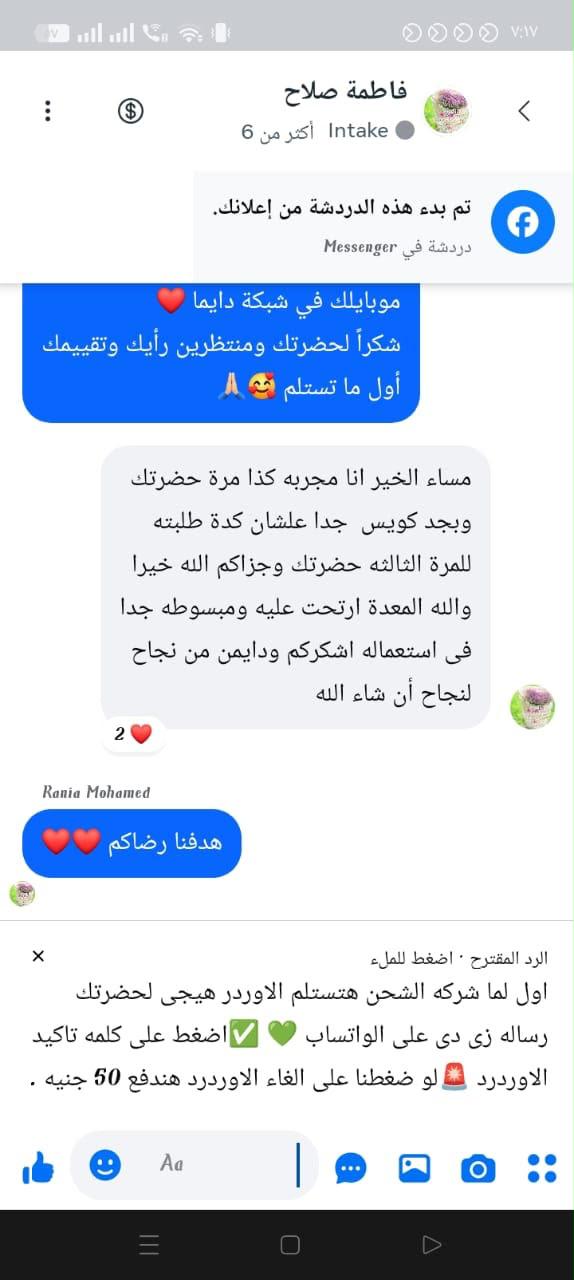 ٧:١٧
فاطمة صلاح
Intake أكثر من 6
تم بدء هذه الدردشة من إعلانك.
دردشة في Messenger
موبايلك في شبكة دايما ❤️
شكراً لحضرتك ومنتظرين رأيك وتقييمك
أول ما تستلم 🥰🙏🏻
مساء الخير انا مجربه كذا مرة حضرتك
وبجد كويس جدا علشان كدة طلبته
للمرة الثالثه حضرتك وجزاكم الله خيرا
والله المعدة ارتحت عليه ومبسوطه جدا
فى استعماله اشكركم ودايمن من نجاح
لنجاح أن شاء الله
❤️ 2
Rania Mohamed
هدفنا رضاكم ❤️❤️
الرد المقترح · اضغط للملء
اول لما شركه الشحن هتستلم الاوردر هيجى لحضرتك
رساله زى دى على الواتساب 💚 ✅اضغط على كلمه تاكيد
الاوردرد 🚨لو ضغطنا على الغاء الاوردرد هندفع 50 جنيه .
Aa